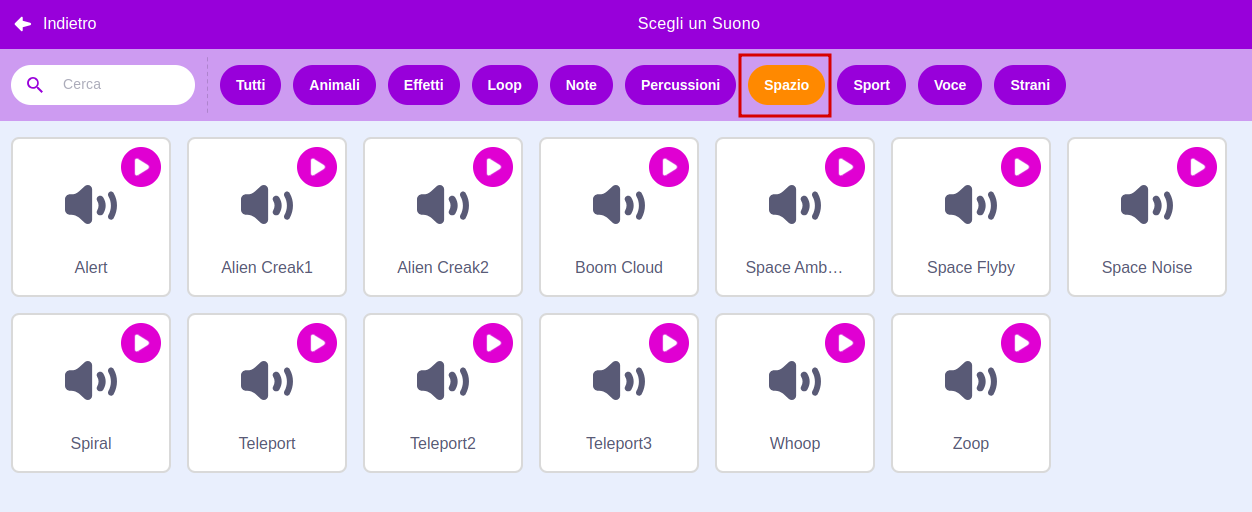 Indietro
Scegli un Suono
Cerca
Tutti
Animali
Effetti
Loop
Note
Percussioni
Spazio
Sport
Voce
Strani
Alert
Alien Creak1
Alien Creak2
Boom Cloud
Space Amb…
Space Flyby
Space Noise
Spiral
Teleport
Teleport2
Teleport3
Whoop
Zoop